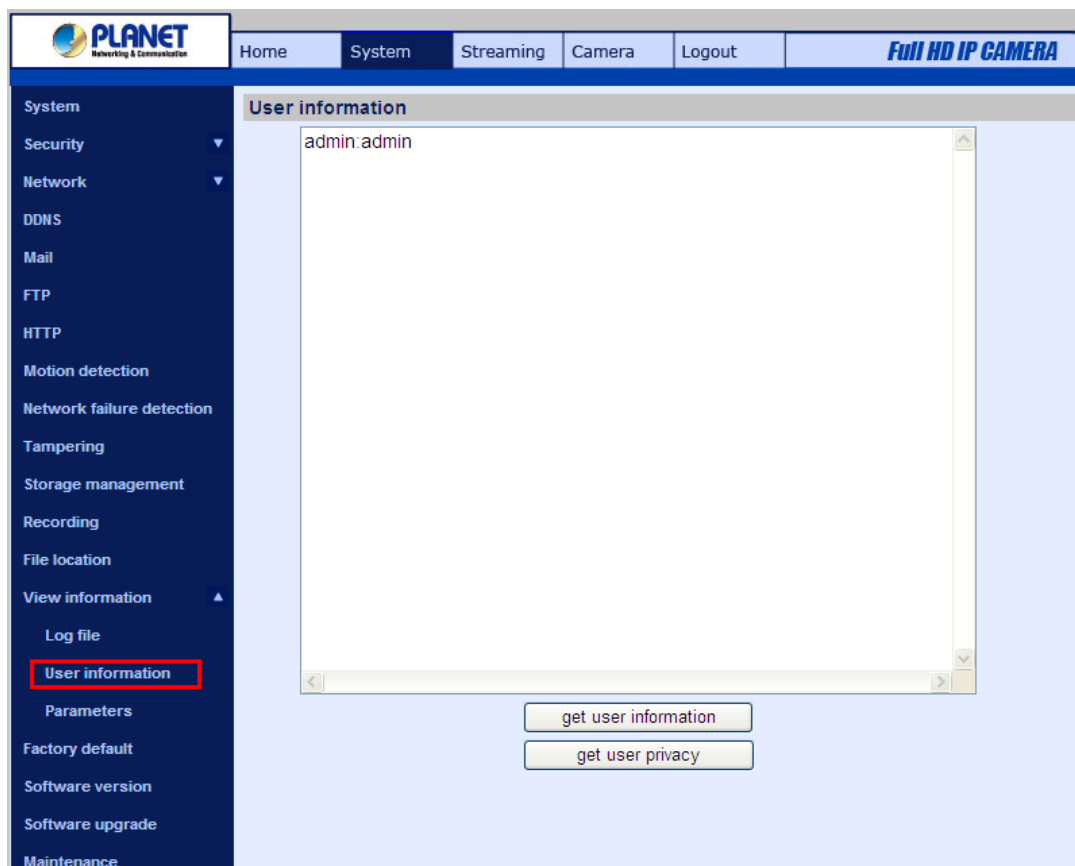 PLANET
Networking & Communication
Home
System
Streaming
Camera
Logout
Full HD IP CAMERA
System
Security
Network
DDNS
Mail
FTP
HTTP
Motion detection
Network failure detection
Tampering
Storage management
Recording
File location
View information
Log file
User information
Parameters
Factory default
Software version
Software upgrade
Maintenance
User information
admin:admin
get user information
get user privacy